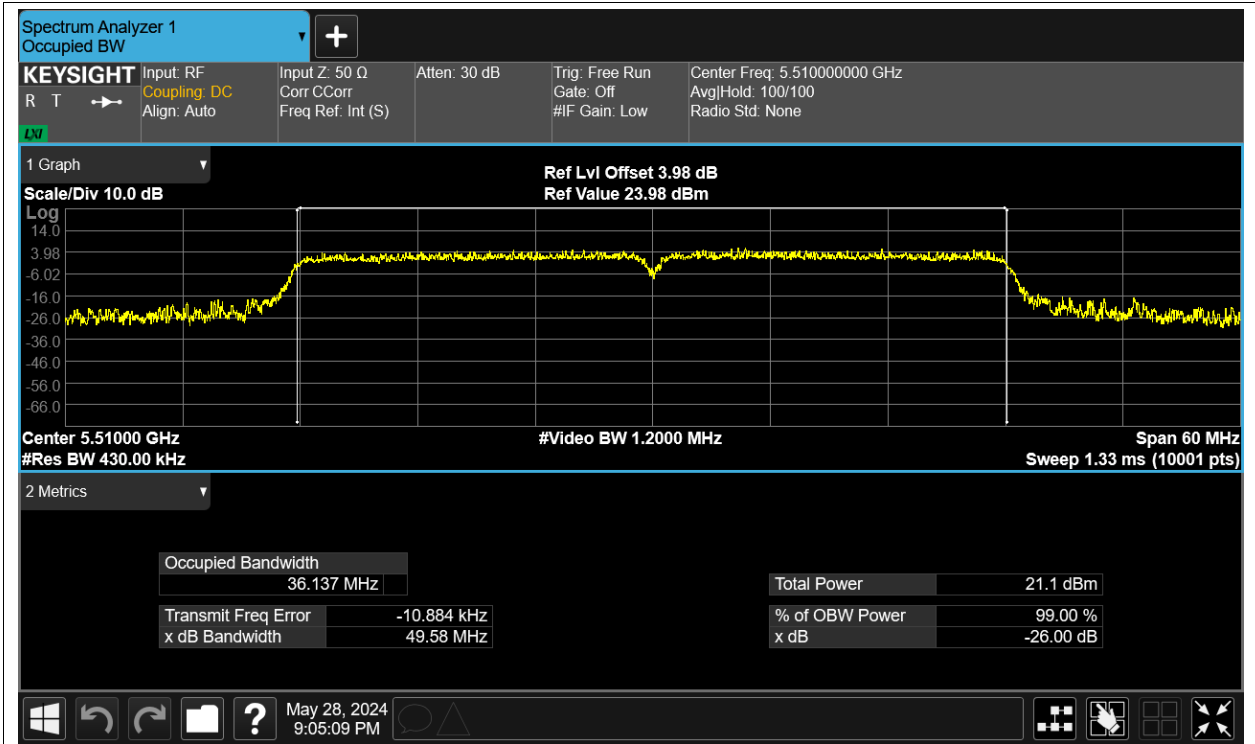 Spectrum Analyzer 1
Occupied BW
KEYSIGHT
R T
LXI
Input: RF
Coupling: DC
Align: Auto
Input Z: 50 Ω
Corr CCorr
Freq Ref: Int (S)
Atten: 30 dB
Trig: Free Run
Gate: Off
#IF Gain: Low
Center Freq: 5.510000000 GHz
Avg|Hold: 100/100
Radio Std: None
1 Graph
Scale/Div 10.0 dB
Ref Lvl Offset 3.98 dB
Ref Value 23.98 dBm
Log
14.0
3.98
-6.02
-16.0
-26.0
-36.0
-46.0
-56.0
-66.0
Center 5.51000 GHz
#Video BW 1.2000 MHz
Span 60 MHz
#Res BW 430.00 kHz
Sweep 1.33 ms (10001 pts)
2 Metrics
Occupied Bandwidth
36.137 MHz
Total Power 21.1 dBm
Transmit Freq Error -10.884 kHz
% of OBW Power 99.00 %
x dB Bandwidth 49.58 MHz
x dB -26.00 dB
?
May 28, 2024
9:05:09 PM